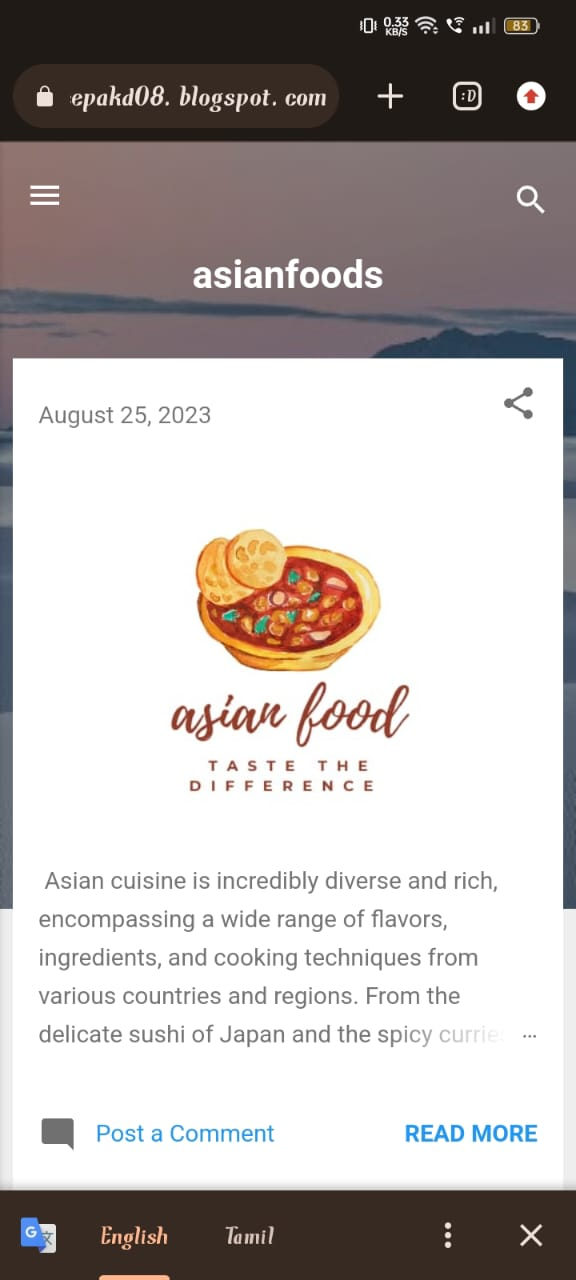 0.33
KB/S
83
epakd08. blogspot. com
:D
asianfoods
August 25, 2023
asian food
TASTE THE
DIFFERENCE
Asian cuisine is incredibly diverse and rich,
encompassing a wide range of flavors,
ingredients, and cooking techniques from
various countries and regions. From the
delicate sushi of Japan and the spicy currie ...
Post a Comment READ MORE
G 文 English Tamil